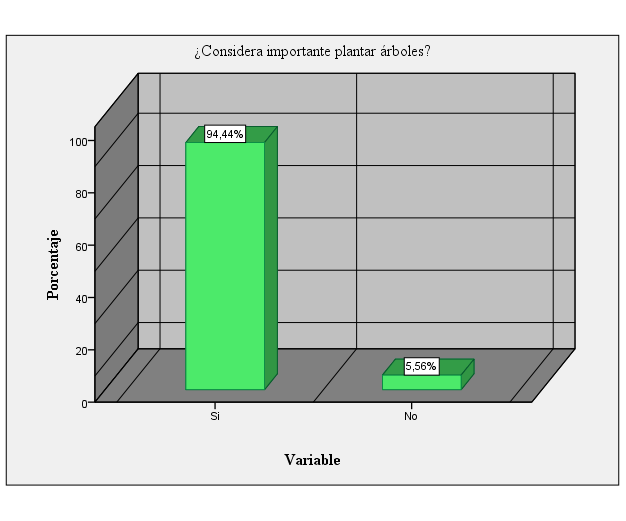 ¿Considera importante plantar árboles?
Porcentaje
100
80
60
40
20
0
94,44%
5,56%
Si
No
Variable